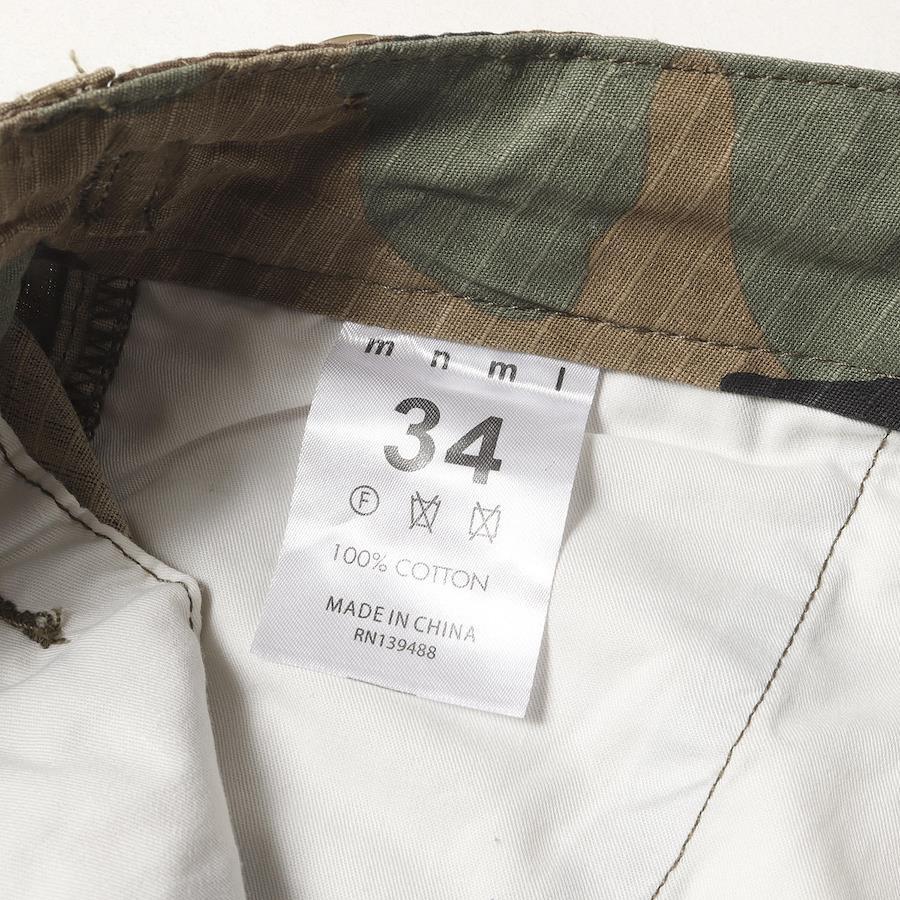 m n m l
34
F
100% COTTON
MADE IN CHINA
RN139488